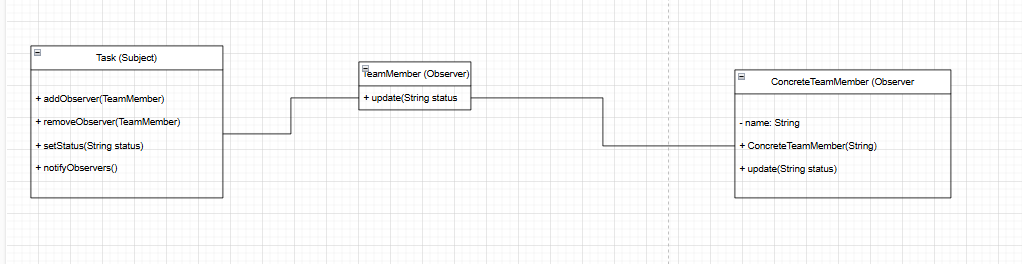 Task (Subject)
+ addObserver(TeamMember)
+ removeObserver(TeamMember)
+ setStatus(String status)
+ notifyObservers()
TeamMember (Observer)
+ update(String status
ConcreteTeamMember (Observer
- name: String
+ ConcreteTeamMember(String)
+ update(String status)